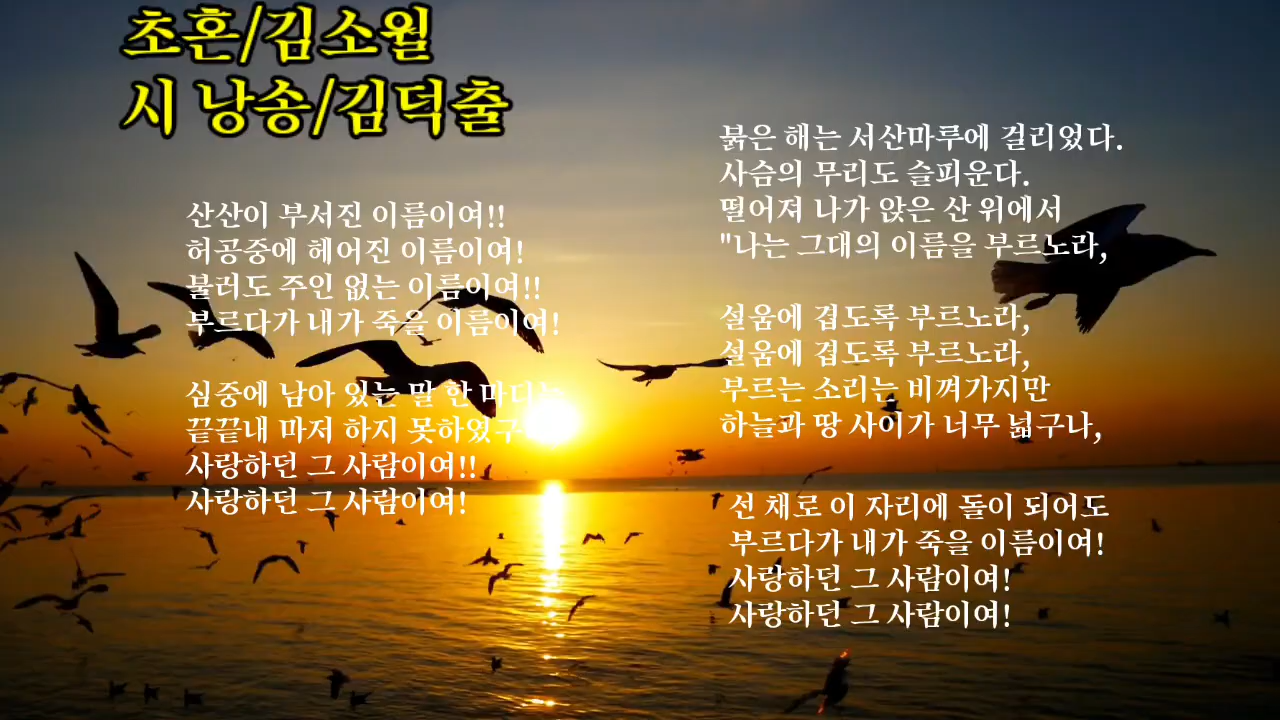 초혼/김소월
시 낭송/김덕출
산산이 부서진 이름이여!!
허공중에 헤어진 이름이여!
불러도 주인 없는 이름이여!!
부르다가 내가 죽을 이름이여!
심중에 남아 있는 말 한 마디는
끝끝내 마저 하지 못하였구
사랑하던 그 사람이여!!
사랑하던 그 사람이여!
붉은 해는 서산마루에 걸리었다.
사슴의 무리도 슬피운다.
떨어져 나가 앉은 산 위에서
"나는 그대의 이름을 부르노라,
설움에 겹도록 부르노라,
설움에 겹도록 부르노라,
부르는 소리는 비껴가지만
하늘과 땅 사이가 너무 넓구나,
선 채로 이 자리에 돌이 되어도
부르다가 내가 죽을 이름이여!
사랑하던 그 사람이여!
사랑하던 그 사람이여!